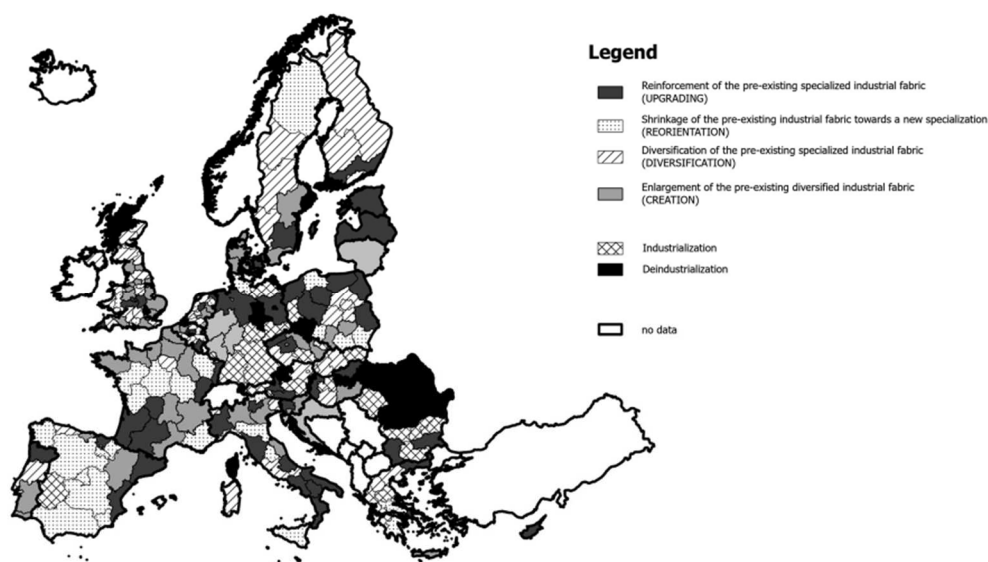 Legend
Reinforcement of the pre-existing specialized industrial fabric
(UPGRADING)
Shrinkage of the pre-existing industrial fabric towards a new specialization
(REORIENTATION)
Diversification of the pre-existing specialized industrial fabric
(DIVERSIFICATION)
Enlargement of the pre-existing diversified industrial fabric
(CREATION)
Industrialization
Deindustrialization
no data